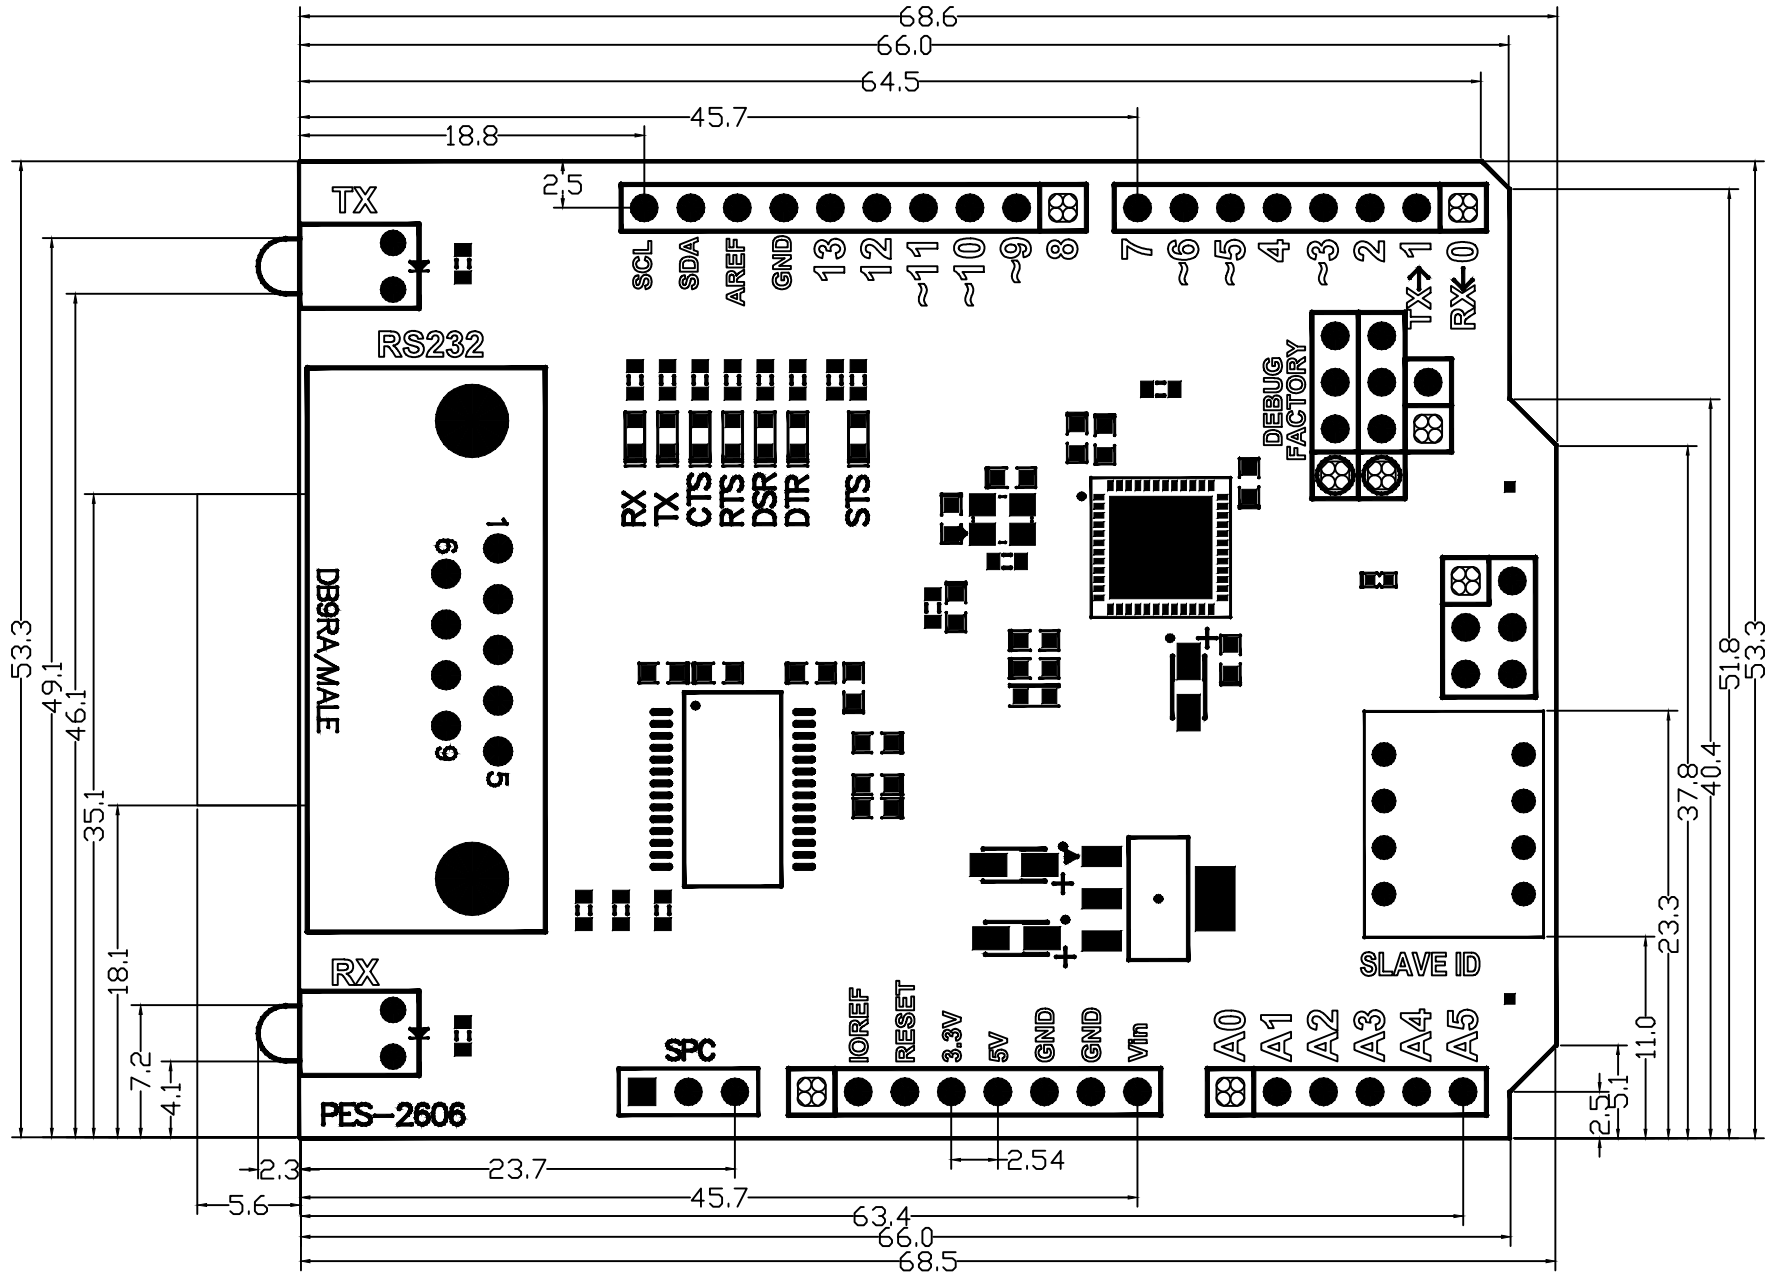 68.6
66.0
64.5
45.7
18.8
2.5
TX
SCL
SDA
AREF
GND
13
12
~11
~10
~9
8
7
~6
~5
4
~3
2
TX→1
RX←0
RS232
DEBUG
FACTORY
RX
TX
CTS
RTS
DSR
DTR
STS
1
6
DB9RA/MALE
9
5
53.3
49.1
46.1
35.1
18.1
7.2
4.1
53.3
51.8
40.4
37.8
23.3
11.0
5.1
2.5
SLAVE ID
RX
SPC
IOREF
RESET
3.3V
5V
GND
GND
Vin
A0
A1
A2
A3
A4
A5
PES-2606
2.3
23.7
2.54
5.6
45.7
63.4
66.0
68.5